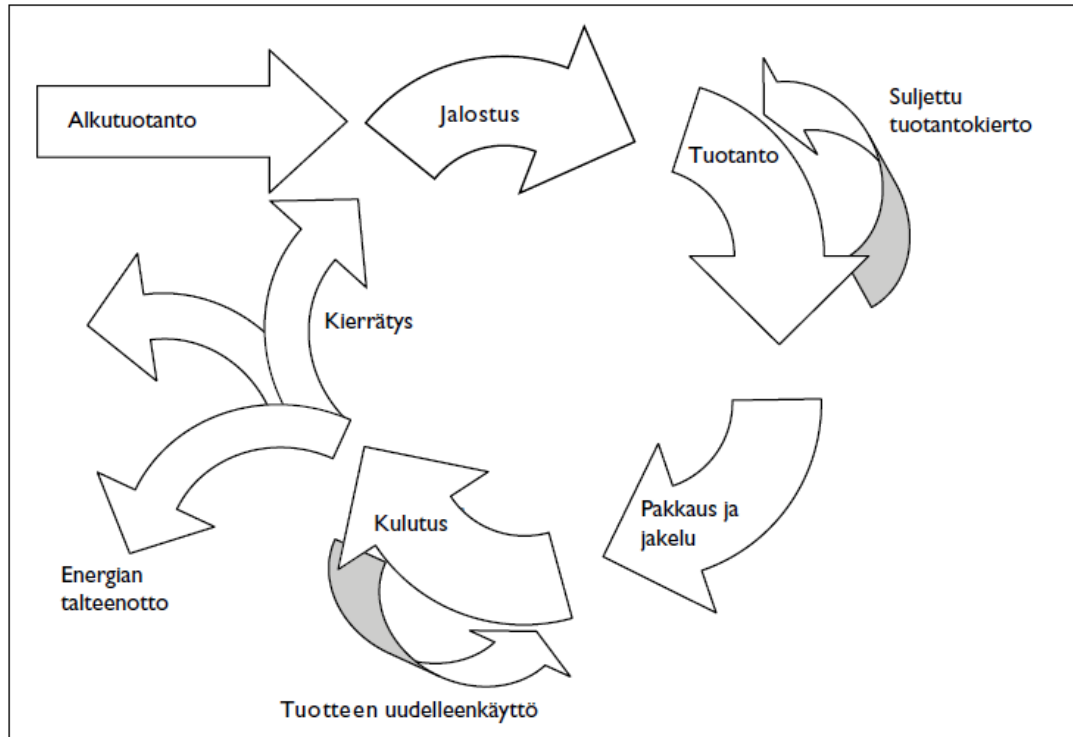 Alkutuotanto
Jalostus
Tuotanto
Suljettu
tuotantokierto
Kierrätys
Pakkaus ja
jakelu
Kulutus
Energian
talteenotto
Tuotteen uudelleenkäyttö